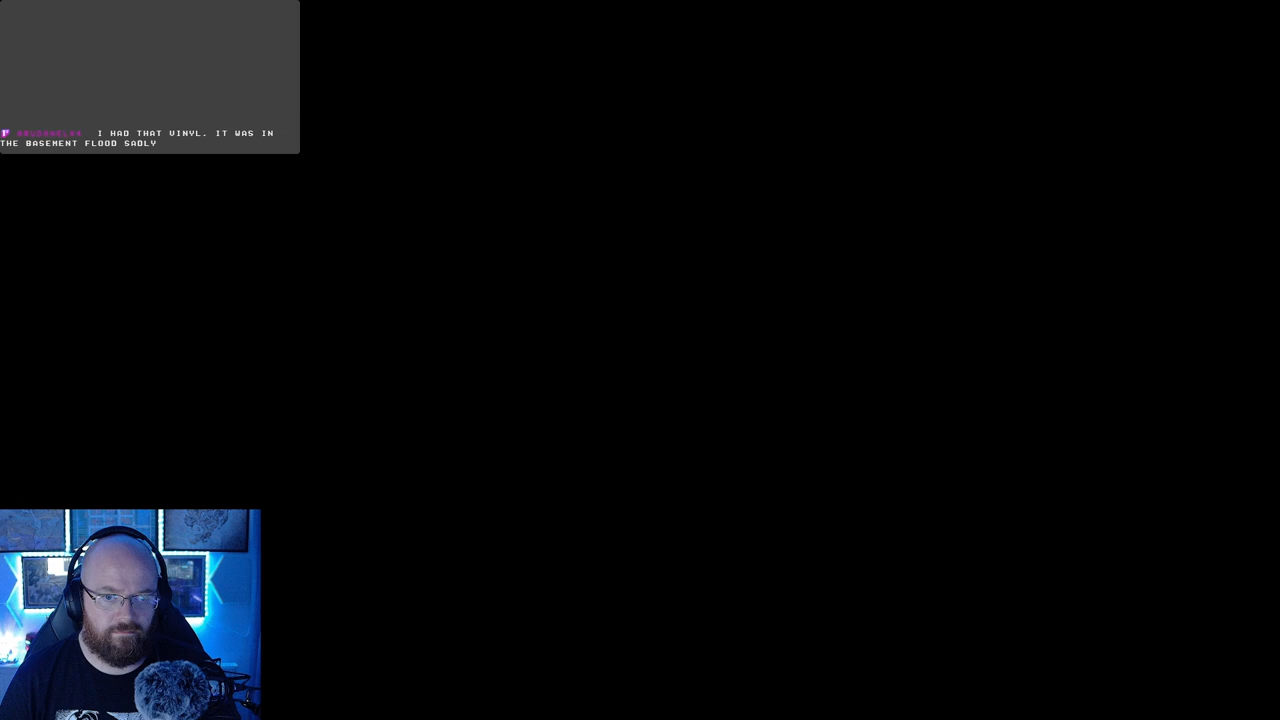 I HAD THAT VINYL. IT WAS IN
THE BASEMENT FLOOD SADLY